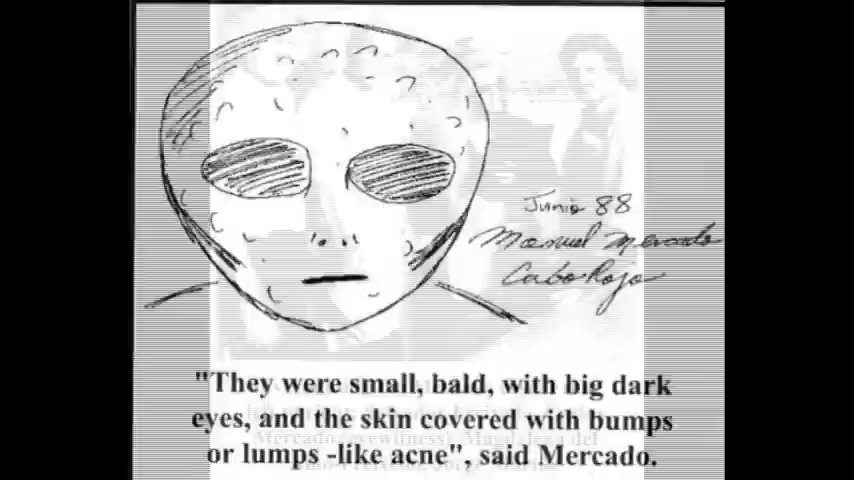 Junio 88
Manuel Mercado
Cabo Rojo
"They were small, bald, with big dark
eyes, and the skin covered with bumps
or lumps -like acne", said Mercado.